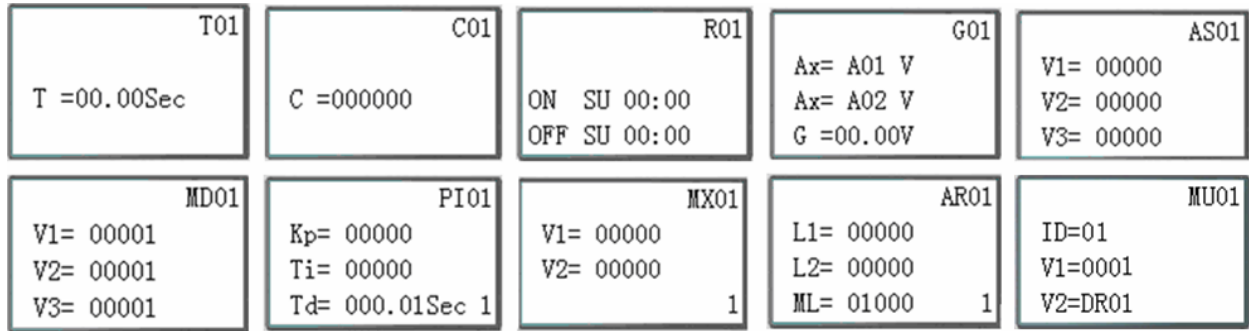 T01
T =00.00Sec
C01
C =000000
R01
ON SU 00:00
OFF SU 00:00
G01
Ax= A01 V
Ax= A02 V
G =00.00V
AS01
V1= 00000
V2= 00000
V3= 00000
MD01
V1= 00001
V2= 00001
V3= 00001
PI01
Kp= 00000
Ti= 00000
Td= 000.01Sec 1
MX01
V1= 00000
V2= 00000
1
AR01
L1= 00000
L2= 00000
ML= 01000 1
MU01
ID=01
V1=0001
V2=DR01